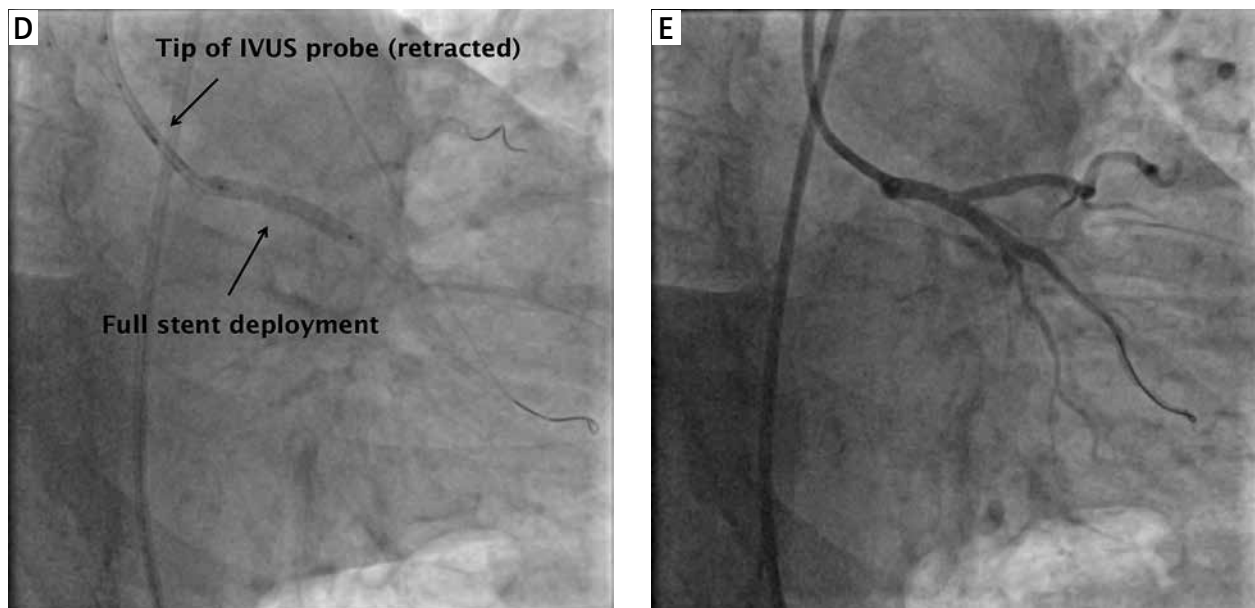 D
Tip of IVUS probe (retracted)
Full stent deployment
E